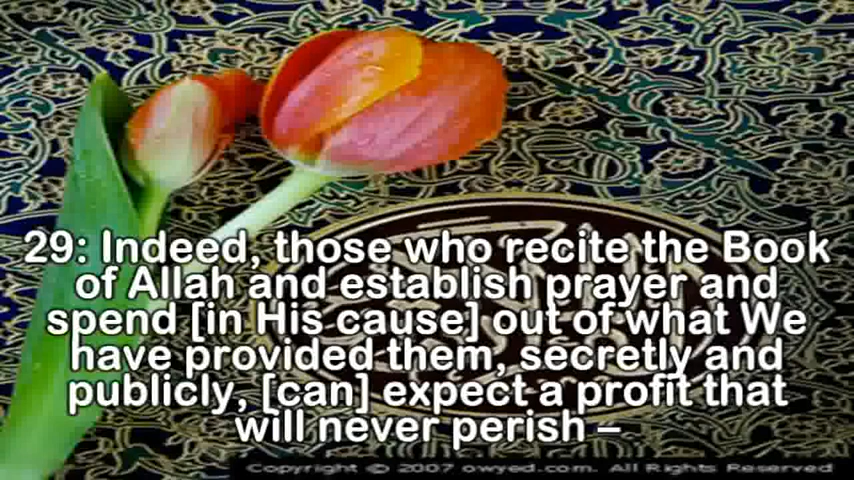 29: Indeed, those who recite the Book
of Allah and establish prayer and
spend [in His cause] out of what We
have provided them, secretly and
publicly, [can] expect a profit that
will never perish –
Copyright © 2007 owyed.com. All Rights Reserved